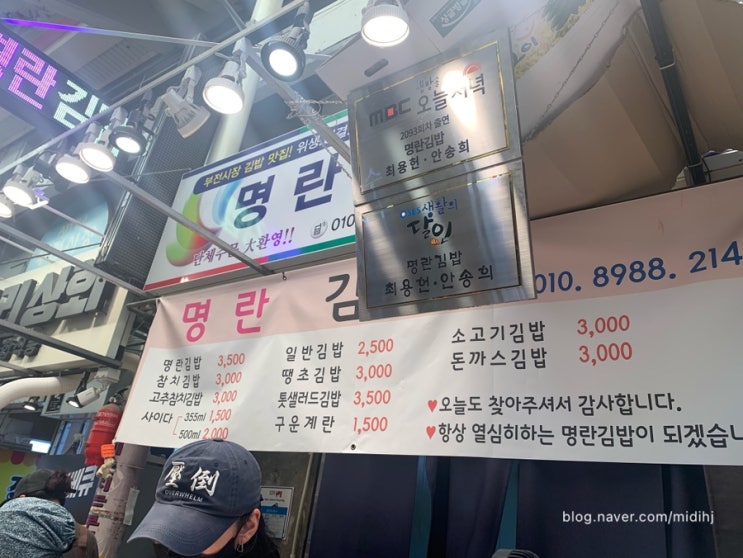 명란김
MBC 오늘저녁
2093회차 출연
명란김밥
최용헌·안송희
부전시장 김밥 맛집! 위생
명 란
단체주문 大환영!!
010
SBS 생활의
달인
명란김밥
최용헌·안송희
리상회
명 란 김
010. 8988. 214
명란김밥 3,500
참치김밥 3,000
고추참치김밥 3,000
사이다 355ml 1,500
500ml 2,000
일반김밥 2,500
땡초김밥 3,000
톳샐러드김밥 3,500
구운계란 1,500
소고기김밥 3,000
돈까스김밥 3,000
♥오늘도 찾아주셔서 감사합니다.
♥항상 열심히하는 명란김밥이 되겠습니
壓倒
OVERWHELM
blog.naver.com/midihj